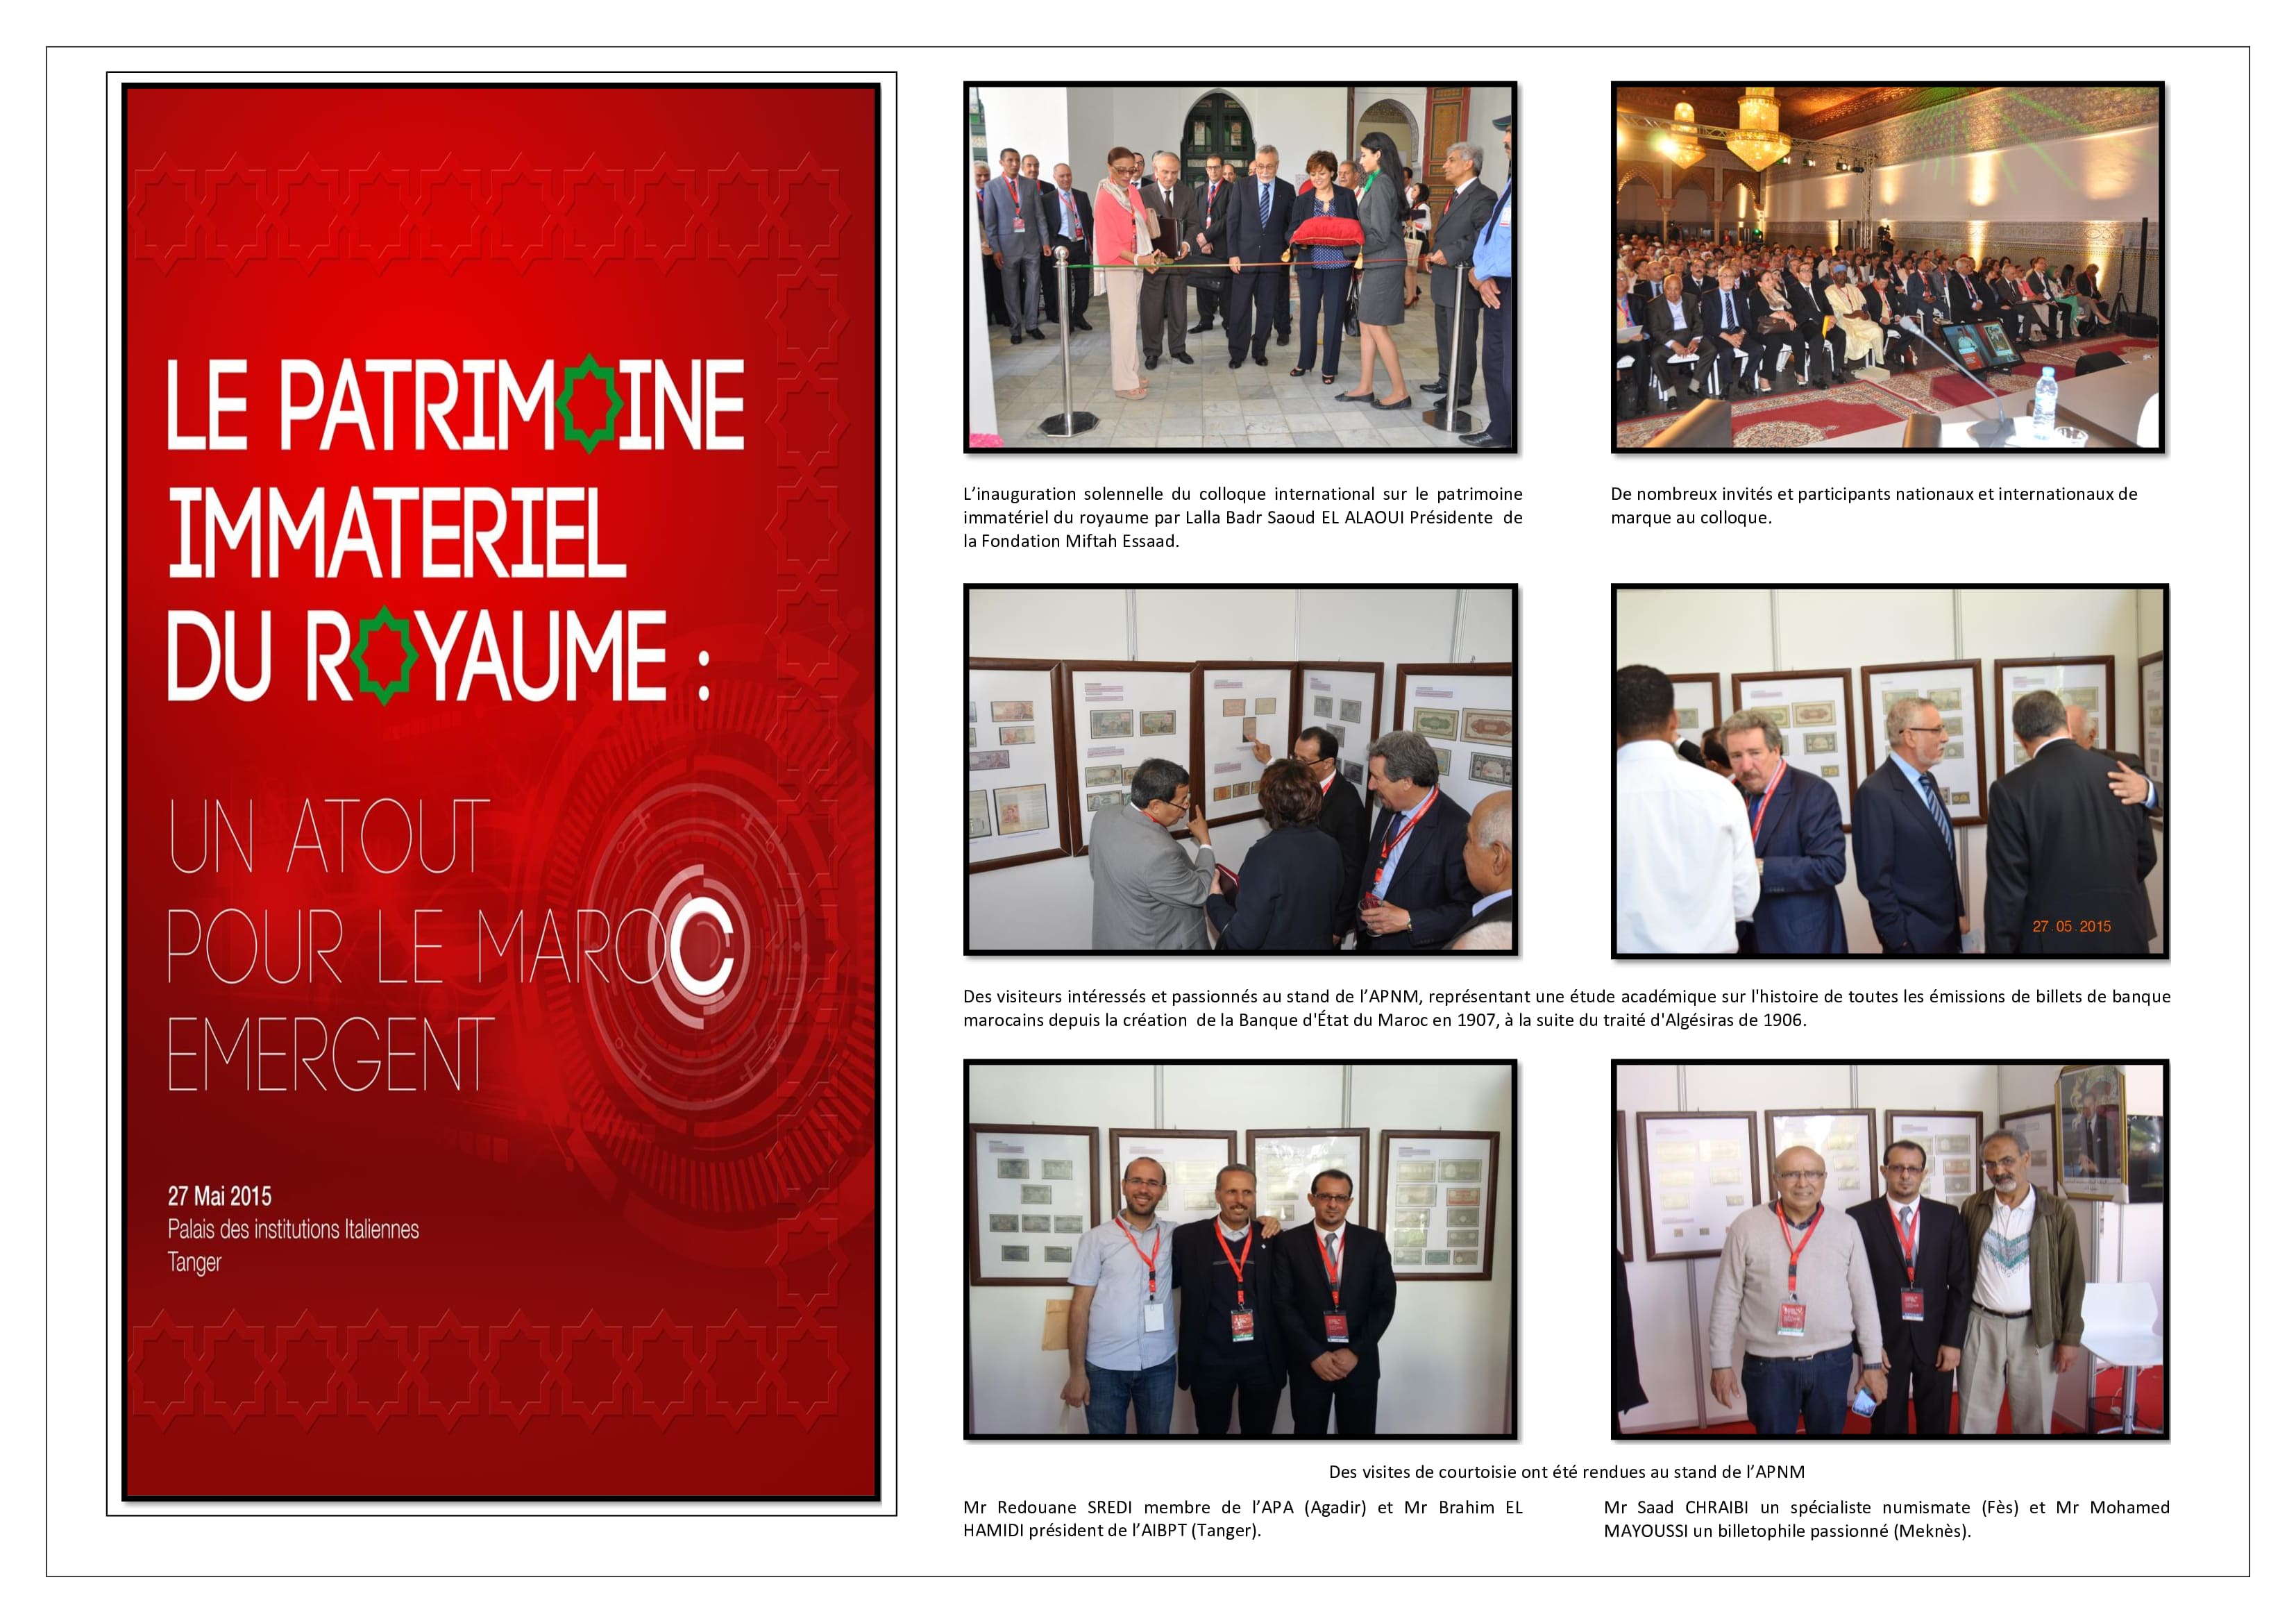 LE PATRIMOINE
IMMATERIEL
DU ROYAUME :
UN ATOUT
POUR LE MAROC
EMERGENT
27 Mai 2015
Palais des institutions Italiennes
Tanger
L’inauguration solennelle du colloque international sur le patrimoine
immatériel du royaume par Lalla Badr Saoud EL ALAOUI Présidente de
la Fondation Miftah Essaad.
De nombreux invités et participants nationaux et internationaux de
marque au colloque.
27 05 2015
Des visiteurs intéressés et passionnés au stand de l’APNM, représentant une étude académique sur l'histoire de toutes les émissions de billets de banque
marocains depuis la création de la Banque d'État du Maroc en 1907, à la suite du traité d'Algésiras de 1906.
Des visites de courtoisie ont été rendues au stand de l’APNM
Mr Redouane SREDI membre de l’APA (Agadir) et Mr Brahim EL
HAMIDI président de l’AIBPT (Tanger).
Mr Saad CHRAIBI un spécialiste numismate (Fès) et Mr Mohamed
MAYOUSSI un billetophile passionné (Meknès).